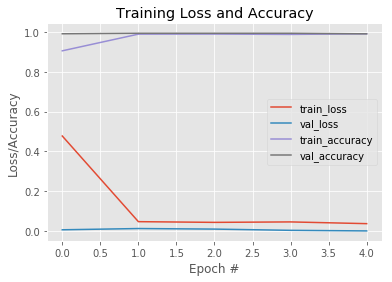 Training Loss and Accuracy
Loss/Accuracy
1.0
0.8
0.6
0.4
0.2
0.0
train_loss
val_loss
train_accuracy
val_accuracy
0.0 0.5 1.0 1.5 2.0 2.5 3.0 3.5 4.0
Epoch #